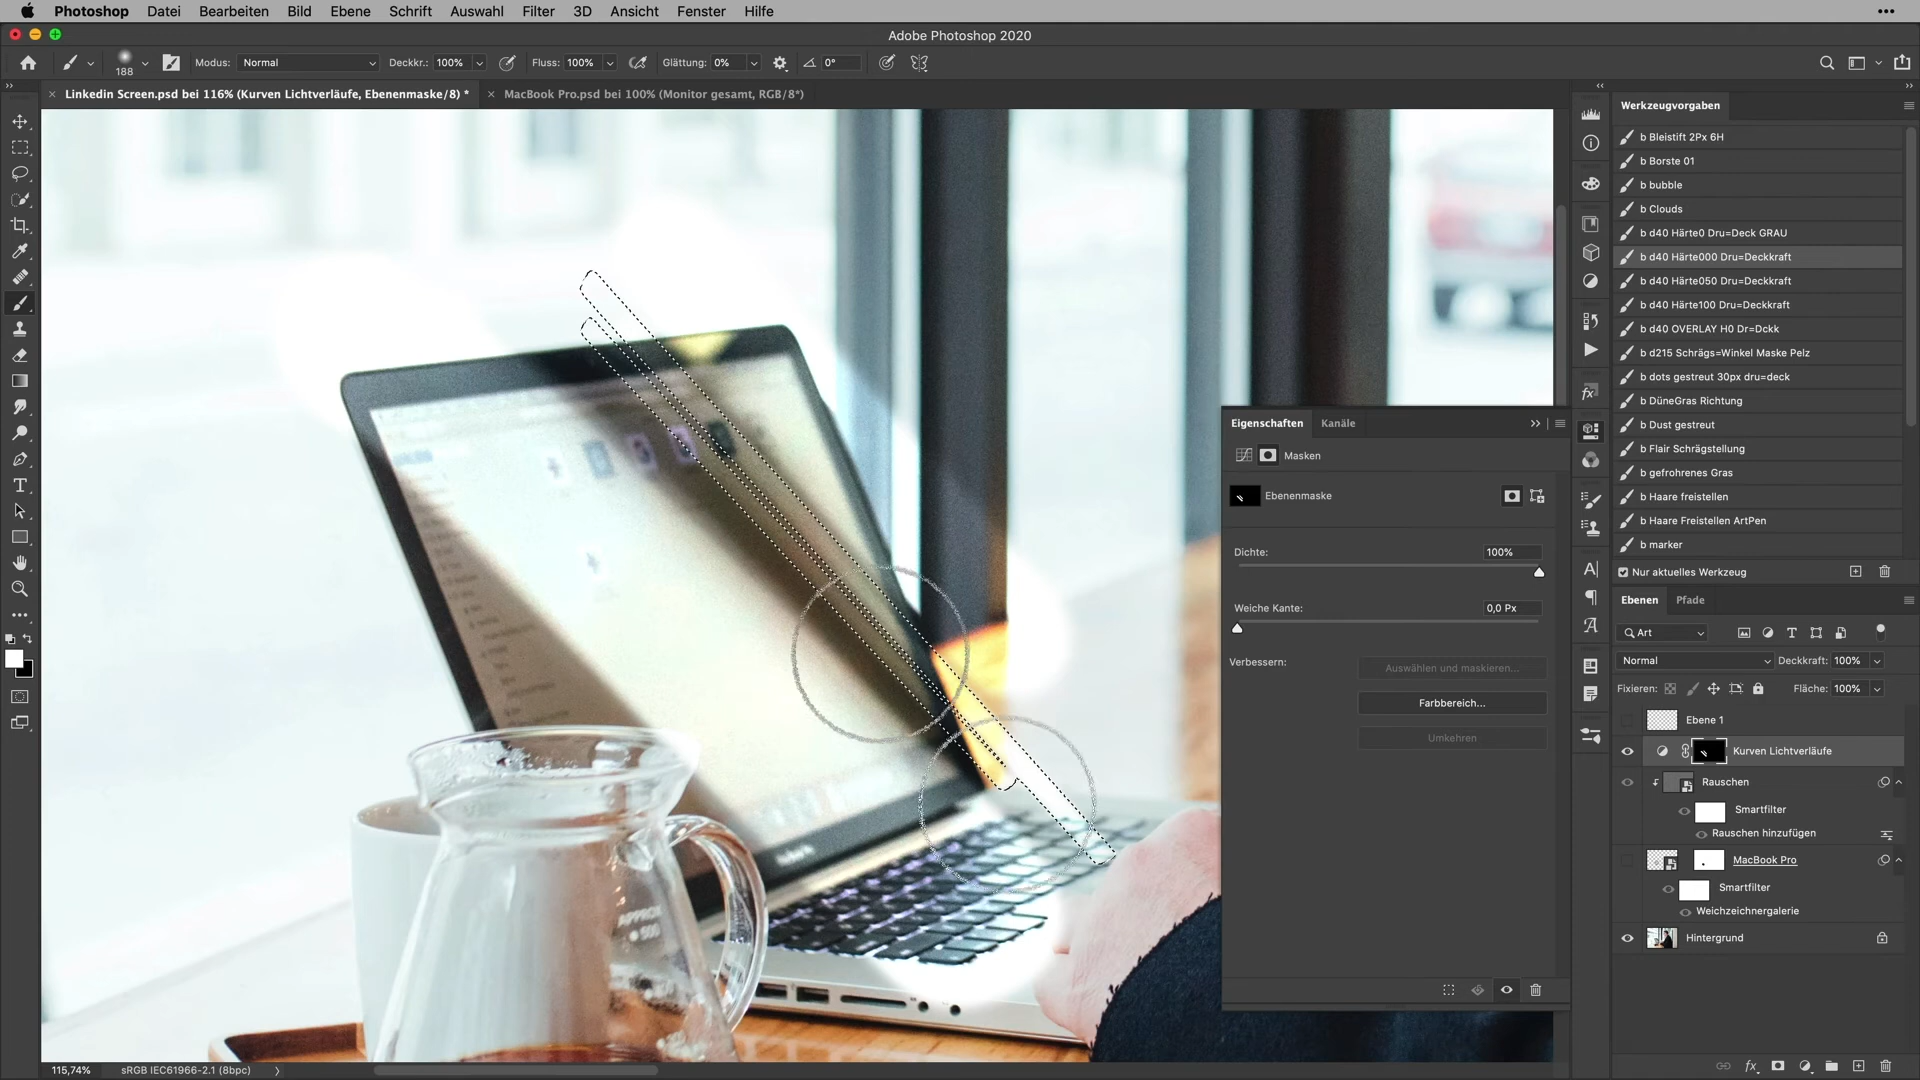 Photoshop Datei Bearbeiten Bild Ebene Schrift Auswahl Filter 3D Ansicht Fenster Hilfe
Adobe Photoshop 2020
188 Modus: Normal Deckkr.: 100% Fluss: 100% Glättung: 0% 0°
Linkedin Screen.psd bei 116% (Kurven Lichtverläufe, Ebenenmaske/8) *
MacBook Pro.psd bei 100% (Monitor gesamt, RGB/8*)
Werkzeugvorgaben
b Bleistift 2Px 6H
b Borste 01
b bubble
b Clouds
b d40 Härte0 Dru=Deck GRAU
b d40 Härte000 Dru=Deckkraft
b d40 Härte050 Dru=Deckkraft
b d40 Härte100 Dru=Deckkraft
b d40 OVERLAY H0 Dr=Dckk
b d215 Schrägs=Winkel Maske Pelz
b dots gestreut 30px dru=deck
b DüneGras Richtung
b Dust gestreut
b Flair Schrägstellung
b gefrohrenes Gras
b Haare freistellen
b Haare Freistellen ArtPen
b marker
Nur aktuelles Werkzeug
Eigenschaften Kanäle
Masken
Ebenenmaske
Dichte: 100%
Weiche Kante: 0,0 Px
Verbessern: Auswählen und maskieren...
Farbbereich...
Umkehren
Ebenen Pfade
Art
Normal Deckkraft: 100%
Fixieren: Fläche: 100%
Ebene 1
Kurven Lichtverläufe
Rauschen
Smartfilter
Rauschen hinzufügen
MacBook Pro
Smartfilter
Weichzeichnergalerie
Hintergrund
APPROX
500
115,74% sRGB IEC61966-2.1 (8bpc)